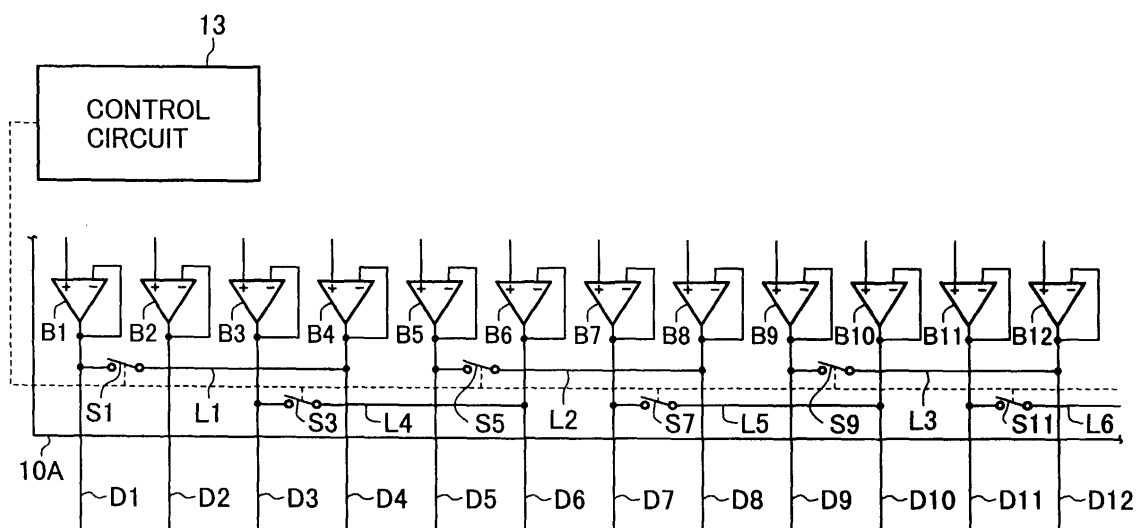 13
CONTROL
CIRCUIT
+ − + − + − + − + − + − + − + − + − + − + − + −
B1 B2 B3 B4 B5 B6 B7 B8 B9 B10 B11 B12
S1 L1 S3 L4 S5 L2 S7 L5 S9 L3 S11 L6
10A
D1 D2 D3 D4 D5 D6 D7 D8 D9 D10 D11 D12